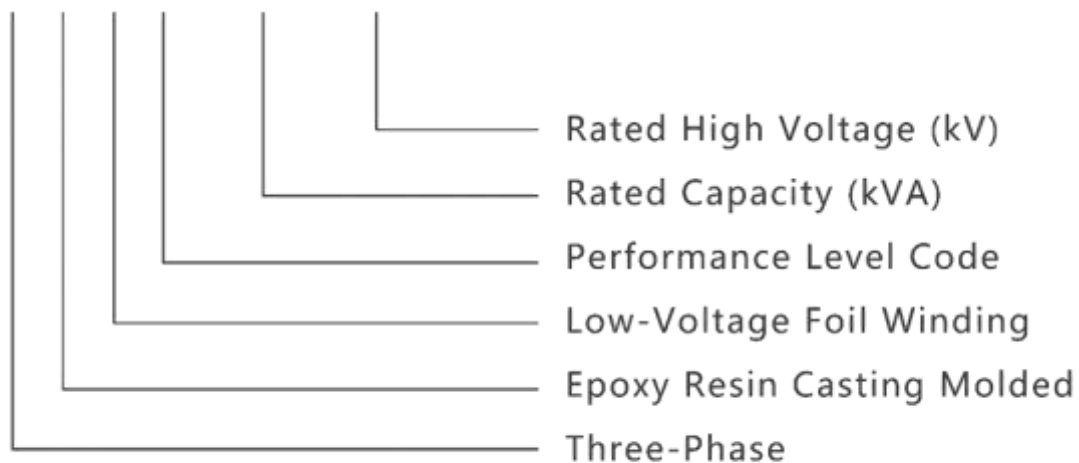 Rated High Voltage (kV)
Rated Capacity (kVA)
Performance Level Code
Low-Voltage Foil Winding
Epoxy Resin Casting Molded
Three-Phase